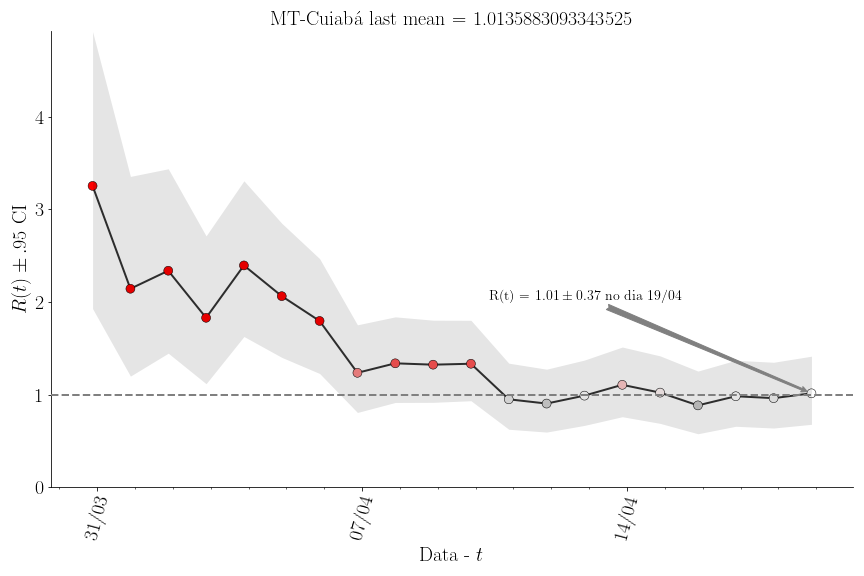 MT-Cuiabá last mean = 1.0135883093343525
R(t) ± .95 CI
4
3
2
1
0
R(t) = 1.01 ± 0.37 no dia 19/04
31/03
07/04
14/04
Data - t